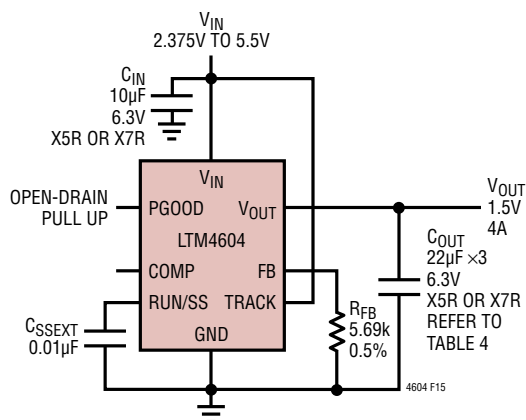 VIN
2.375V TO 5.5V
CIN
10µF
6.3V
X5R OR X7R
VIN
OPEN-DRAIN
PULL UP
PGOOD
VOUT
LTM4604
COMP
FB
RUN/SS
TRACK
GND
CSSEXT
0.01µF
RFB
5.69k
0.5%
VOUT
1.5V
4A
COUT
22µF ×3
6.3V
X5R OR X7R
REFER TO
TABLE 4
4604 F15